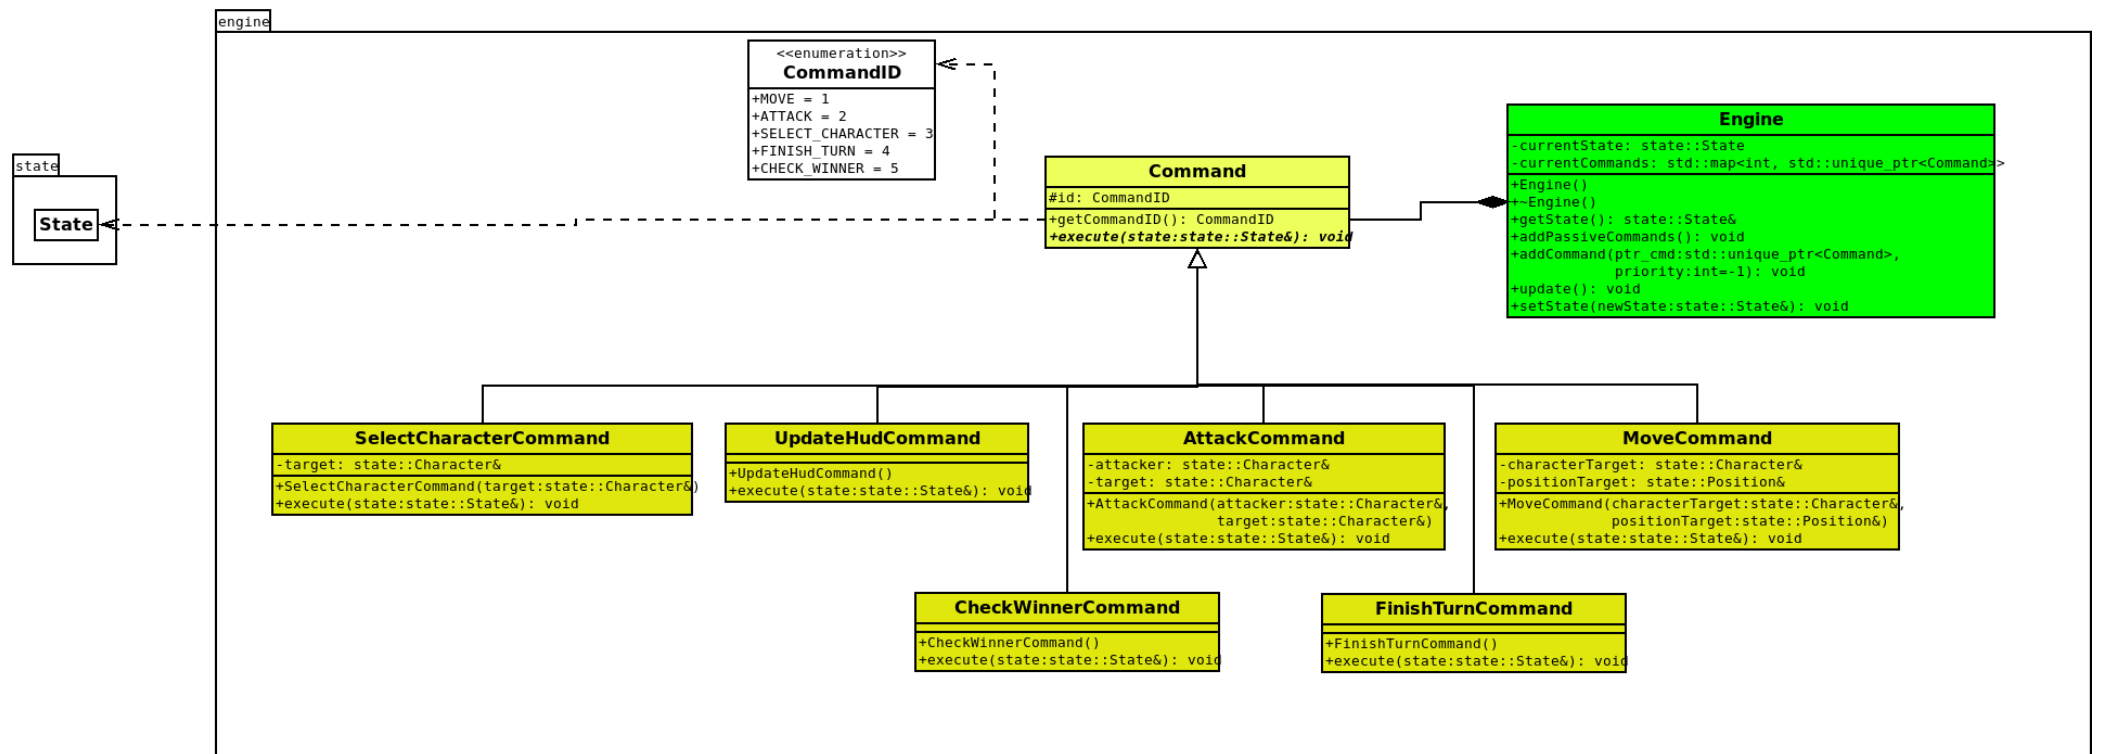 engine
<<enumeration>>
CommandID
+MOVE = 1
+ATTACK = 2
+SELECT_CHARACTER = 3
+FINISH_TURN = 4
+CHECK_WINNER = 5
state
State
Command
#id: CommandID
+getCommandID(): CommandID
+execute(state:state::State&): void
Engine
-currentState: state::State
-currentCommands: std::map<int, std::unique_ptr<Command>>
+Engine()
+~Engine()
+getState(): state::State&
+addPassiveCommands(): void
+addCommand(ptr_cmd:std::unique_ptr<Command>,
priority:int=-1): void
+update(): void
+setState(newState:state::State&): void
SelectCharacterCommand
-target: state::Character&
+SelectCharacterCommand(target:state::Character&)
+execute(state:state::State&): void
UpdateHudCommand
+UpdateHudCommand()
+execute(state:state::State&): void
AttackCommand
-attacker: state::Character&
-target: state::Character&
+AttackCommand(attacker:state::Character&,
target:state::Character&)
+execute(state:state::State&): void
MoveCommand
-characterTarget: state::Character&
-positionTarget: state::Position&
+MoveCommand(characterTarget:state::Character&,
positionTarget:state::Position&)
+execute(state:state::State&): void
CheckWinnerCommand
+CheckWinnerCommand()
+execute(state:state::State&): void
FinishTurnCommand
+FinishTurnCommand()
+execute(state:state::State&): void